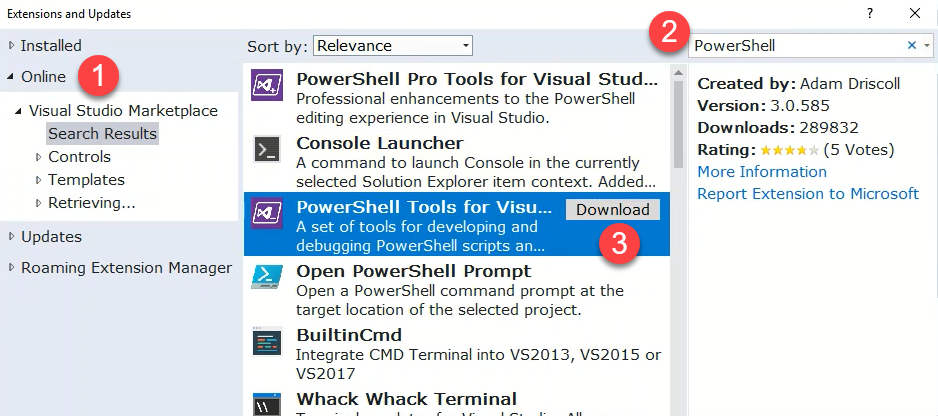 Extensions and Updates
? ×
Installed
Online
1
Visual Studio Marketplace
Search Results
Controls
Templates
Retrieving...
Updates
Roaming Extension Manager
Sort by: Relevance
PowerShell Pro Tools for Visual Stud...
Professional enhancements to the PowerShell
editing experience in Visual Studio.
Console Launcher
A command to launch Console in the currently
selected Solution Explorer item context. Added...
PowerShell Tools for Visu... Download
A set of tools for developing and
debugging PowerShell scripts an...
3
Open PowerShell Prompt
Open a PowerShell command prompt at the
target location of the selected project.
BuiltinCmd
Integrate CMD Terminal into VS2013, VS2015 or
VS2017
Whack Whack Terminal
2
PowerShell ×
Created by: Adam Driscoll
Version: 3.0.585
Downloads: 289832
Rating: (5 Votes)
More Information
Report Extension to Microsoft